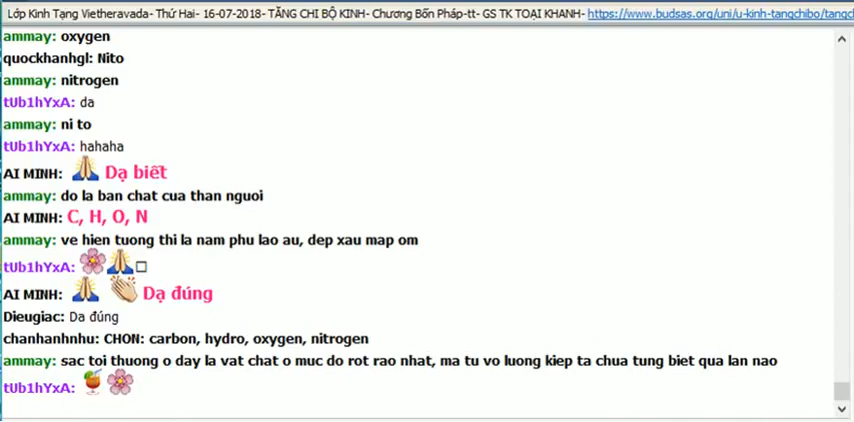 Lớp Kinh Tạng Vietheravada- Thứ Hai- 16-07-2018- TĂNG CHI BỘ KINH- Chương Bốn Pháp-tt- GS TK TOẠI KHANH- https://www.budsas.org/uni/u-kinh-tangchibo/tangc
ammay: oxygen
quockhanhgl: Nito
ammay: nitrogen
tUb1hYxA: da
ammay: ni to
tUb1hYxA: hahaha
AI MINH: 🙏 Dạ biết
ammay: do la ban chat cua than nguoi
AI MINH: C, H, O, N
ammay: ve hien tuong thi la nam phu lao au, dep xau map om
tUb1hYxA: 🌸🙏□
AI MINH: 🙏 👏 Dạ đúng
Dieugiac: Da đúng
chanhanhnhu: CHON: carbon, hydro, oxygen, nitrogen
ammay: sac toi thuong o day la vat chat o muc do rot rao nhat, ma tu vo luong kiep ta chua tung biet qua lan nao
tUb1hYxA: 🍹🌸